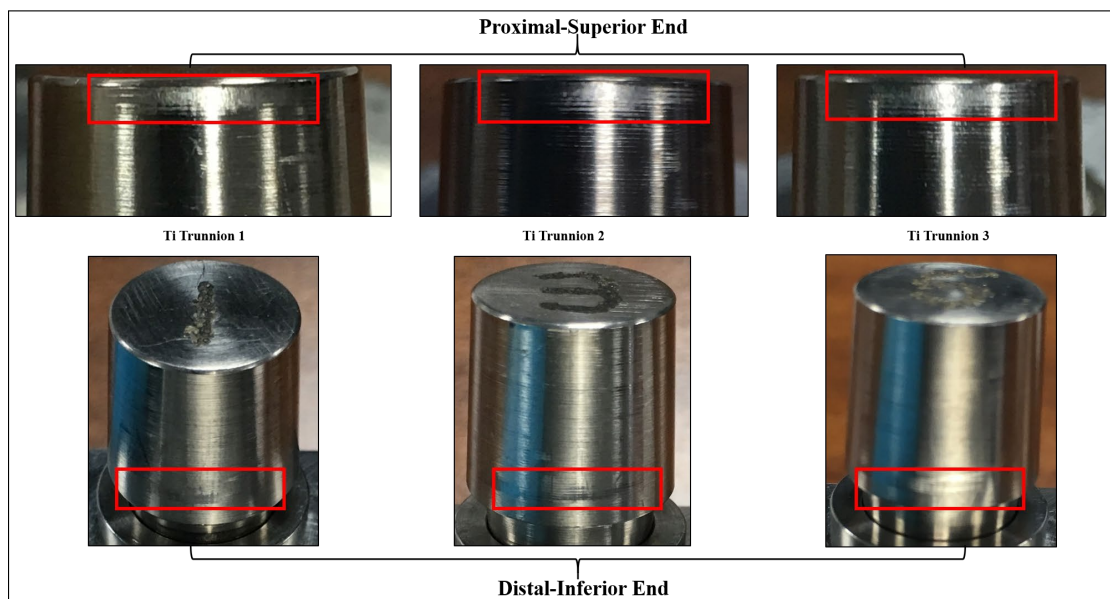 Proximal-Superior End
Ti Trunnion 1
Ti Trunnion 2
Ti Trunnion 3
Distal-Inferior End